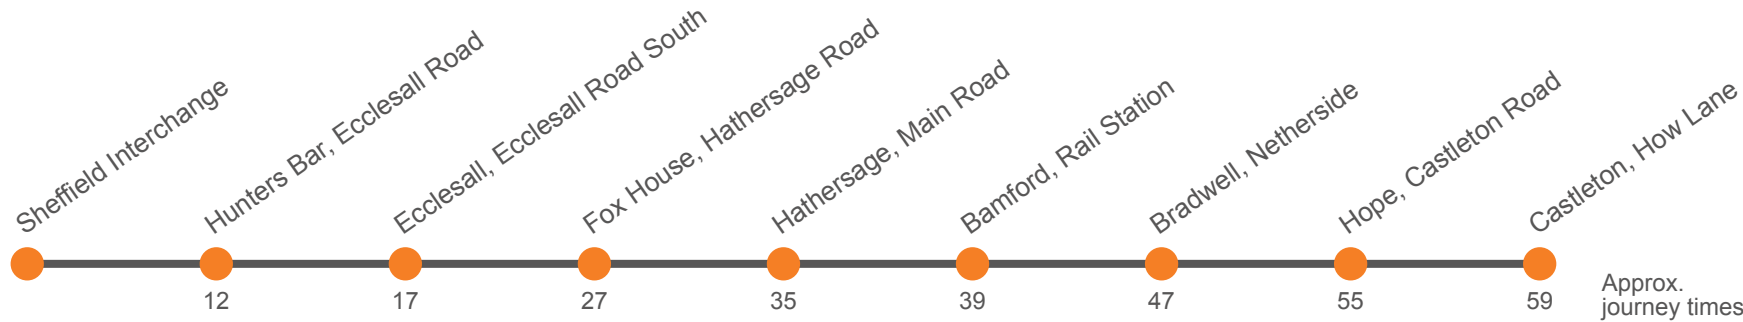 Sheffield Interchange
Hunters Bar, Ecclesall Road
Ecclesall, Ecclesall Road South
Fox House, Hathersage Road
Hathersage, Main Road
Bamford, Rail Station
Bradwell, Netherside
Hope, Castleton Road
Castleton, How Lane
12
17
27
35
39
47
55
59
Approx.
journey times